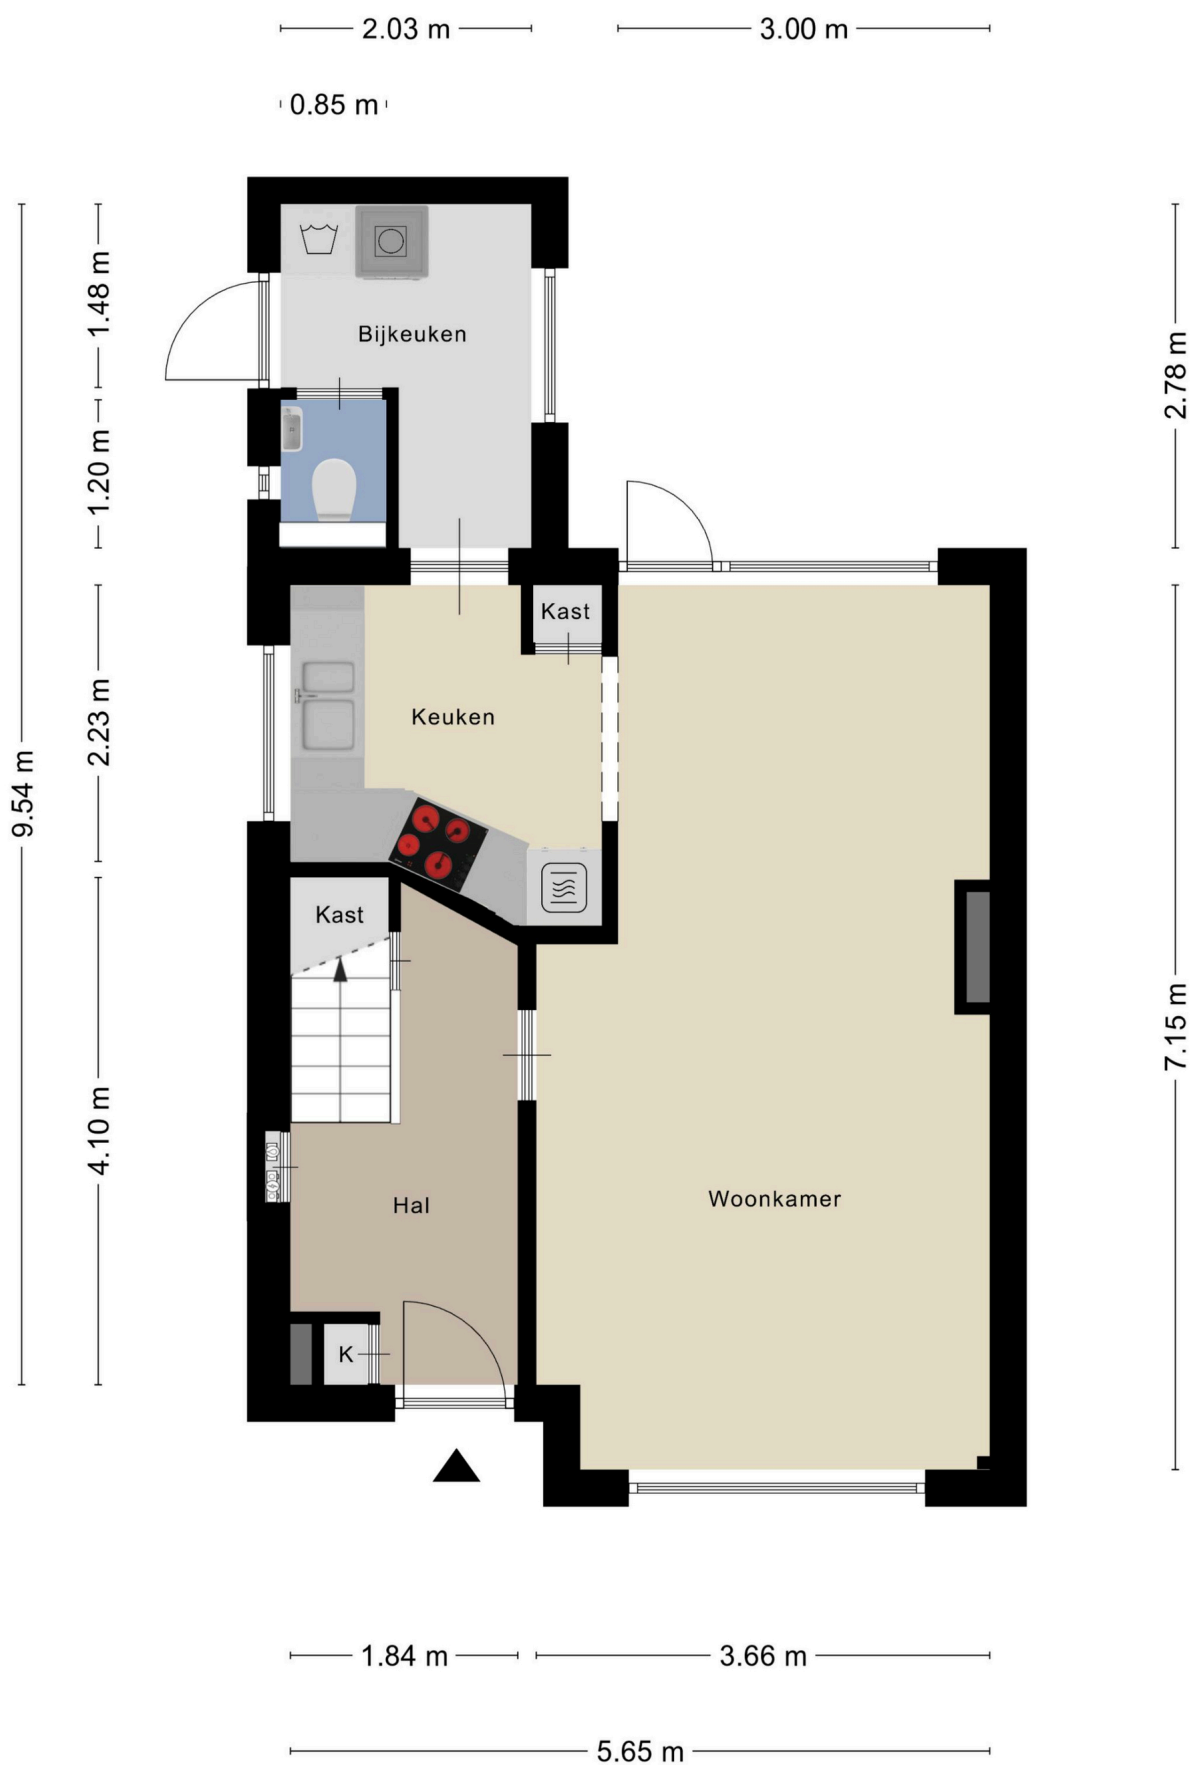 2.03 m
3.00 m
0.85 m
Bijkeuken
1.48 m
2.78 m
1.20 m
Kast
Keuken
2.23 m
9.54 m
Kast
7.15 m
4.10 m
Hal
Woonkamer
K
1.84 m
3.66 m
5.65 m